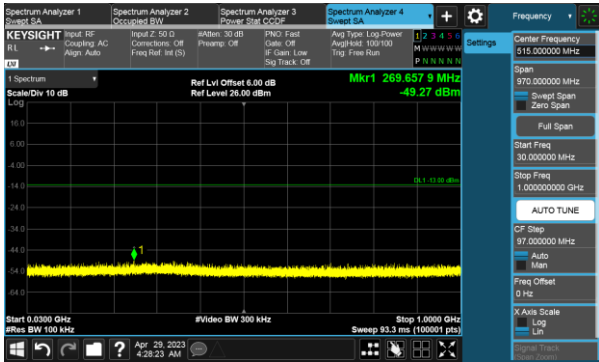 Spectrum Analyzer 1
Swept SA
Spectrum Analyzer 2
Occupied BW
Spectrum Analyzer 3
Power Stat CCDF
Spectrum Analyzer 4
Swept SA
Frequency
KEYSIGHT
RL
Input: RF
Coupling: AC
Align: Auto
Input Z: 50 Ω
Corrections: Off
Freq Ref: Int (S)
#Atten: 30 dB
Preamp: Off
PNO: Fast
Gate: Off
IF Gain: Low
Sig Track: Off
Avg Type: Log-Power
Avg|Hold: 100/100
Trig: Free Run
1 2 3 4 5 6
M W W W W W
P N N N N N
Settings
1 Spectrum
Scale/Div 10 dB
Log
Ref Lvl Offset 6.00 dB
Ref Level 26.00 dBm
Mkr1 269.657 9 MHz
-49.27 dBm
16.0
6.00
-4.00
-14.0
-24.0
-34.0
-44.0
-54.0
-64.0
DL1 -13.00 dBm
1
Start 0.0300 GHz
#Res BW 100 kHz
#Video BW 300 kHz
Stop 1.0000 GHz
Sweep 93.3 ms (100001 pts)
Center Frequency
515.000000 MHz
Span
970.000000 MHz
Swept Span
Zero Span
Full Span
Start Freq
30.000000 MHz
Stop Freq
1.000000000 GHz
AUTO TUNE
CF Step
97.000000 MHz
Auto
Man
Freq Offset
0 Hz
X Axis Scale
Log
Lin
Signal Track
(Span Zoom)
?
Apr 29, 2023
4:28:23 AM